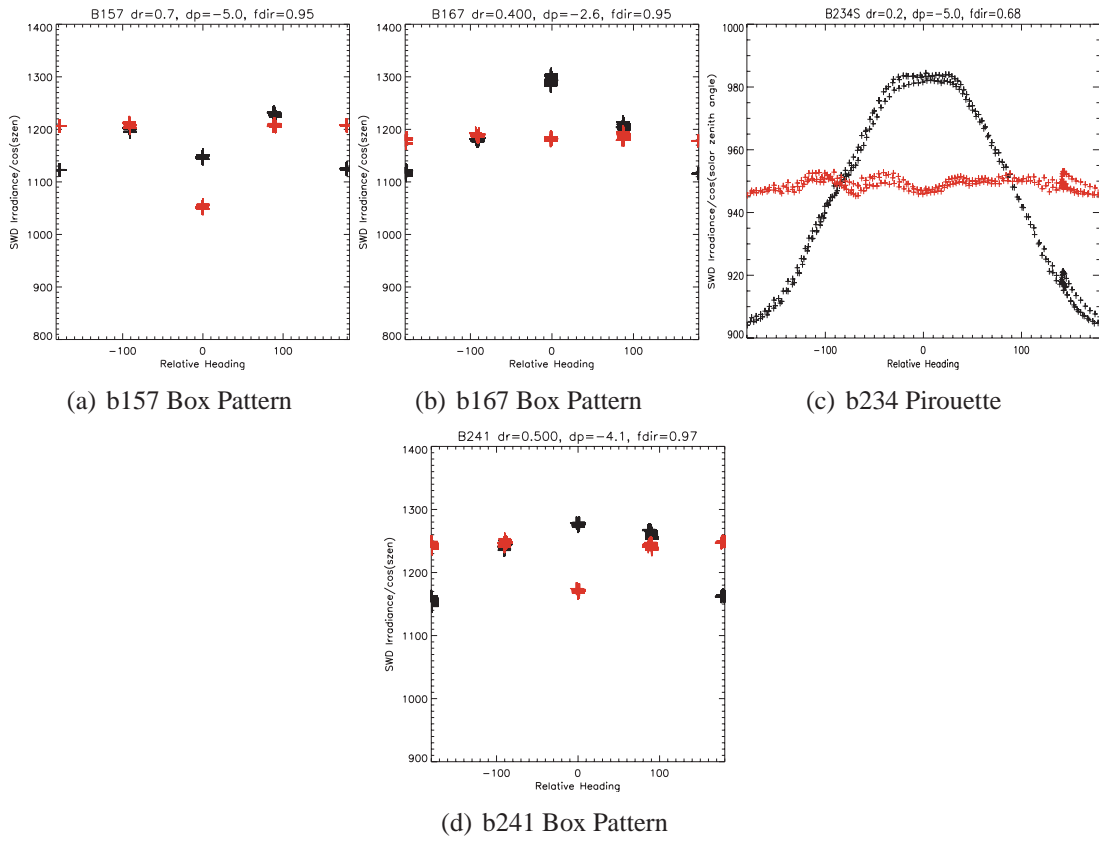 B157 dr=0.7, dp=−5.0, fdir=0.95
1400
1300
1200
1100
1000
900
800
SWD Irradiance/cos(szen)
−100 0 100
Relative Heading
(a) b157 Box Pattern
B167 dr=0.400, dp=−2.6, fdir=0.95
1400
1300
1200
1100
1000
900
800
SWD Irradiance/cos(szen)
−100 0 100
Relative Heading
(b) b167 Box Pattern
B234S dr=0.2, dp=−5.0, fdir=0.68
980
960
940
920
900
SWD Irradiance/cos(solar zenith angle)
−100 0 100
Relative Heading
(c) b234 Pirouette
B241 dr=0.500, dp=−4.1, fdir=0.97
1400
1300
1200
1100
1000
900
SWD Irradiance/cos(szen)
−100 0 100
Relative Heading
(d) b241 Box Pattern